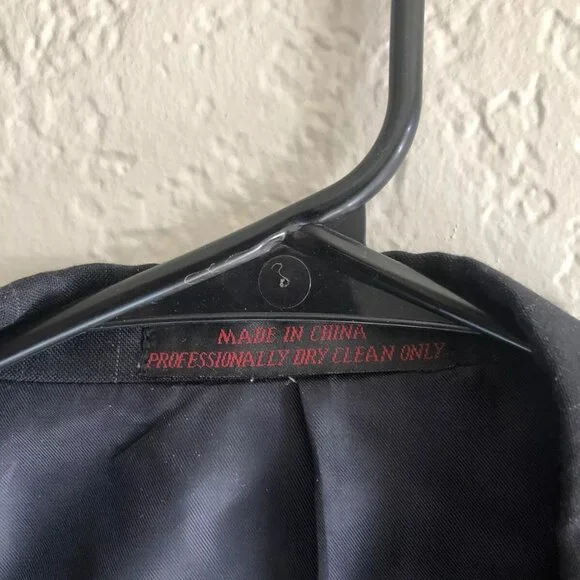 MADE IN CHINA
PROFESSIONALLY DRY CLEAN ONLY